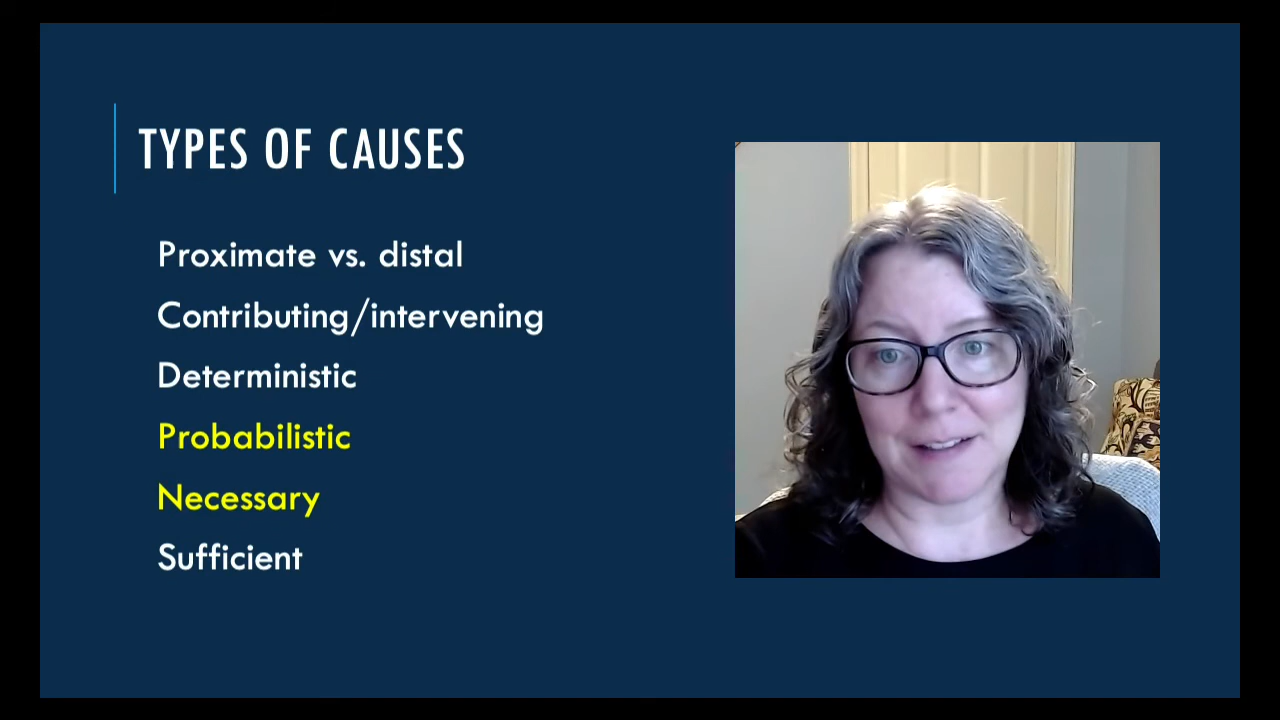 TYPES OF CAUSES
Proximate vs. distal
Contributing/intervening
Deterministic
Probabilistic
Necessary
Sufficient